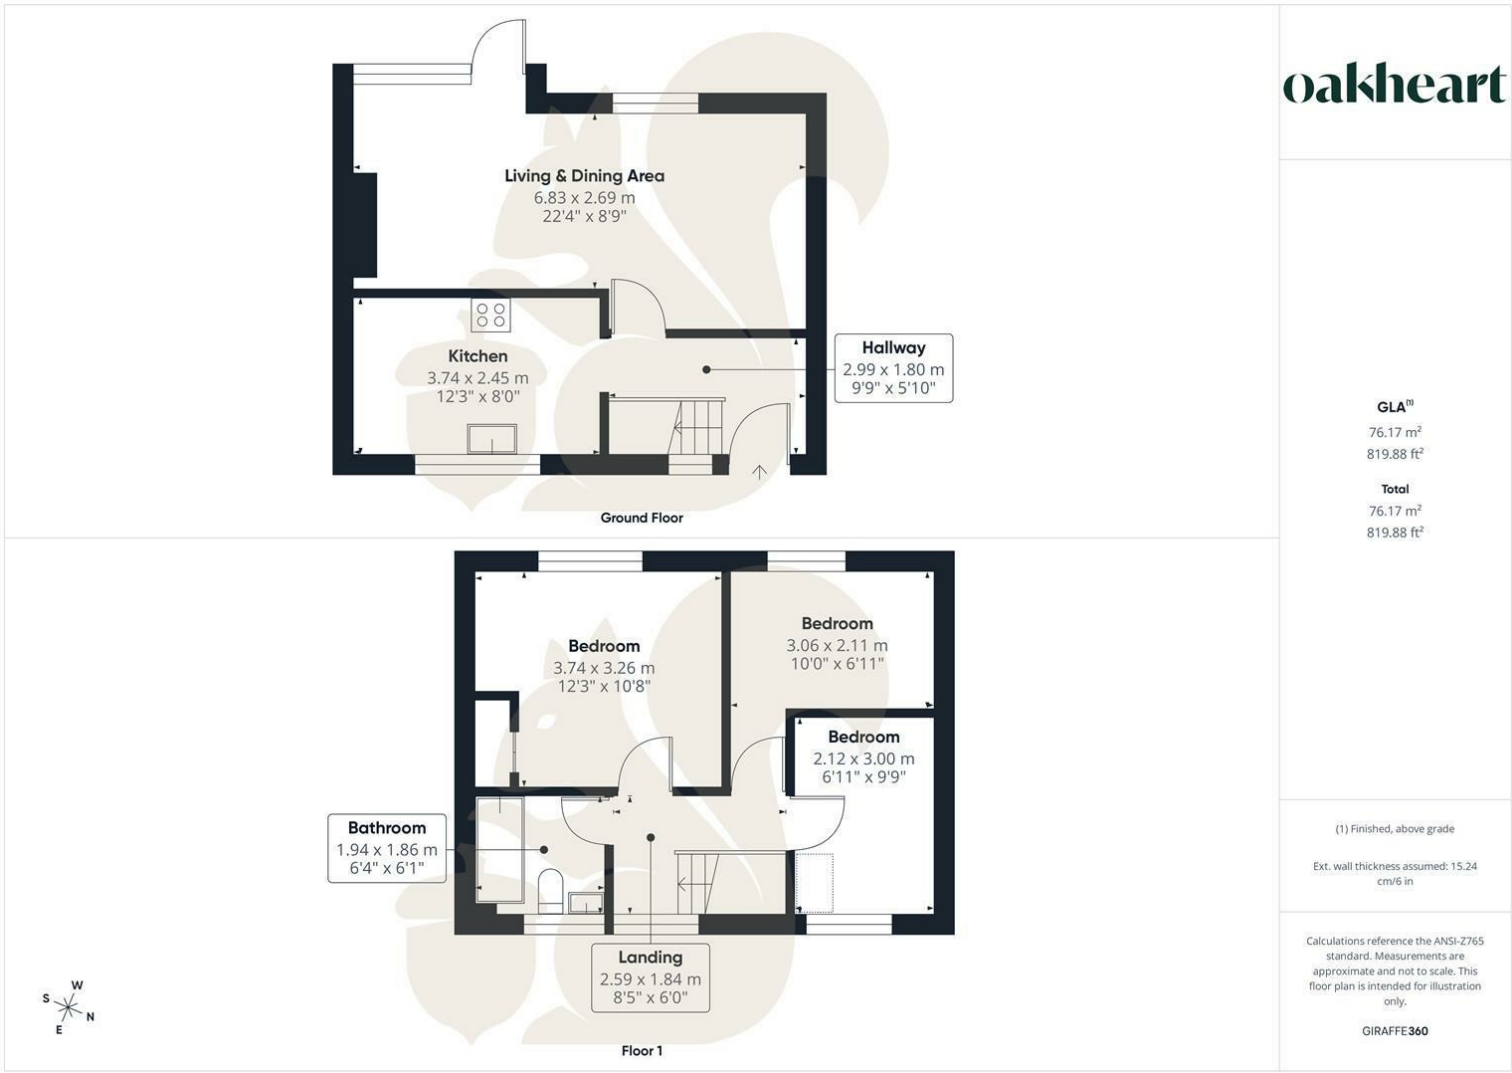 Living & Dining Area
6.83 x 2.69 m
22'4" x 8'9"
Kitchen
3.74 x 2.45 m
12'3" x 8'0"
Hallway
2.99 x 1.80 m
9'9" x 5'10"
Ground Floor
Bedroom
3.74 x 3.26 m
12'3" x 10'8"
Bedroom
3.06 x 2.11 m
10'0" x 6'11"
Bedroom
2.12 x 3.00 m
6'11" x 9'9"
Bathroom
1.94 x 1.86 m
6'4" x 6'1"
Landing
2.59 x 1.84 m
8'5" x 6'0"
Floor 1
W
S
N
E
oakheart
GLA(1)
76.17 m²
819.88 ft²
Total
76.17 m²
819.88 ft²
(1) Finished, above grade
Ext. wall thickness assumed: 15.24
cm/6 in
Calculations reference the ANSI-Z765
standard. Measurements are
approximate and not to scale. This
floor plan is intended for illustration
only.
GIRAFFE360